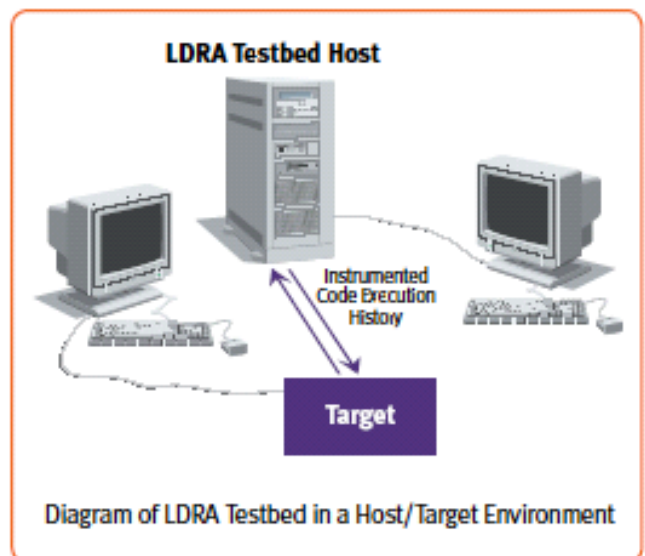 LDRA Testbed Host
Instrumented
Code Execution
History
Target
Diagram of LDRA Testbed in a Host/Target Environment